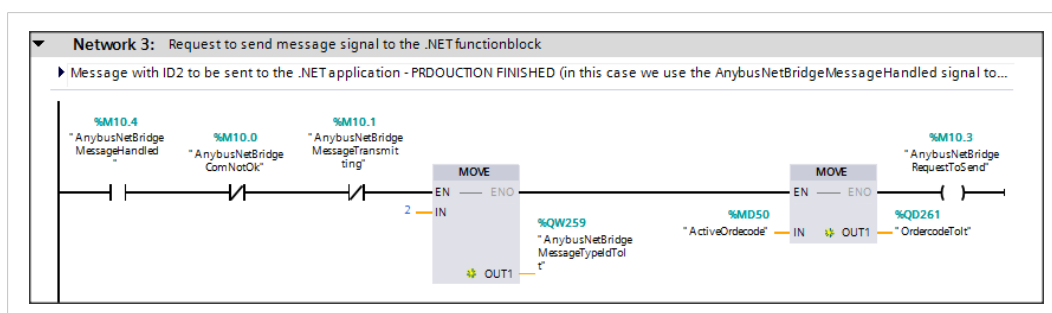 Network 3: Request to send message signal to the .NET functionblock
Message with ID2 to be sent to the .NET application - PRDOUCTION FINISHED (in this case we use the AnybusNetBridgeMessageHandled signal to...
%M10.4
"AnybusNetBridge
MessageHandled
"
%M10.0
"AnybusNetBridge
ComNotOk"
%M10.1
"AnybusNetBridge
MessageTransmit
ting"
MOVE
EN ENO
2 IN
OUT1
%QW259
"AnybusNetBridge
MessageTypeIdToI
t"
MOVE
EN ENO
%MD50
"ActiveOrdecode"
IN OUT1
%QD261
"OrdercodeToIt"
%M10.3
"AnybusNetBridge
RequestToSend"